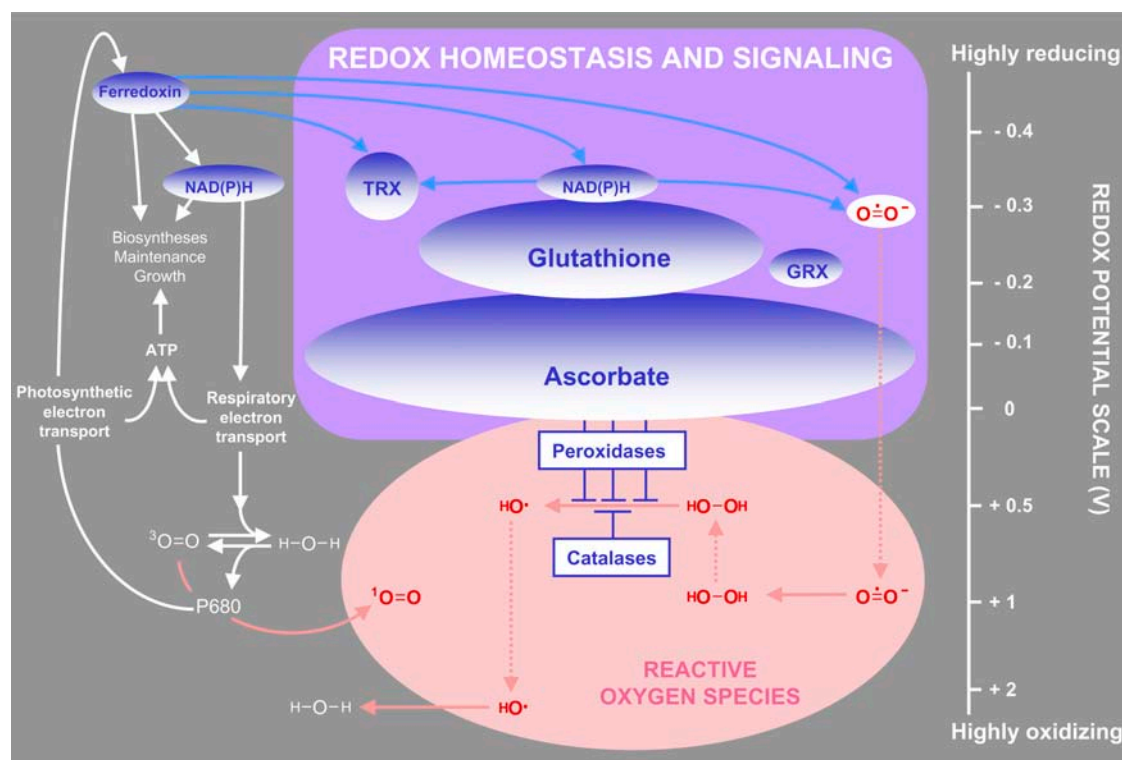 REDOX HOMEOSTASIS AND SIGNALING
Highly reducing
Ferredoxin
- 0.4
TRX
NAD(P)H
NAD(P)H
- 0.3
O=O⁻
Biosyntheses
Maintenance
Growth
Glutathione
GRX
- 0.2
ATP
- 0.1
Ascorbate
Photosynthetic
electron
transport
Respiratory
electron
transport
0
REDOX POTENTIAL SCALE (V)
Peroxidases
HO•
HO–OH
+ 0.5
³O=O
H–O–H
Catalases
P680
¹O=O
HO–OH
O=O⁻
+ 1
REACTIVE
OXYGEN SPECIES
H–O–H
HO•
+ 2
Highly oxidizing